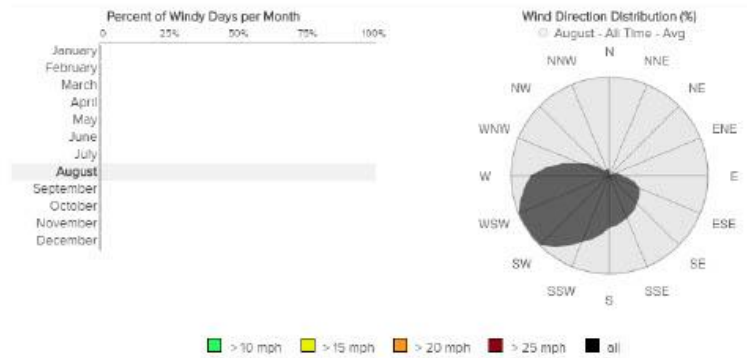 Percent of Windy Days per Month
0 25% 50% 75% 100%
January
February
March
April
May
June
July
August
September
October
November
December
Wind Direction Distribution (%)
August - All Time - Avg
N
NNE
NE
ENE
E
ESE
SE
SSE
S
SSW
SW
WSW
W
WNW
NW
NNW
> 10 mph > 15 mph > 20 mph > 25 mph all